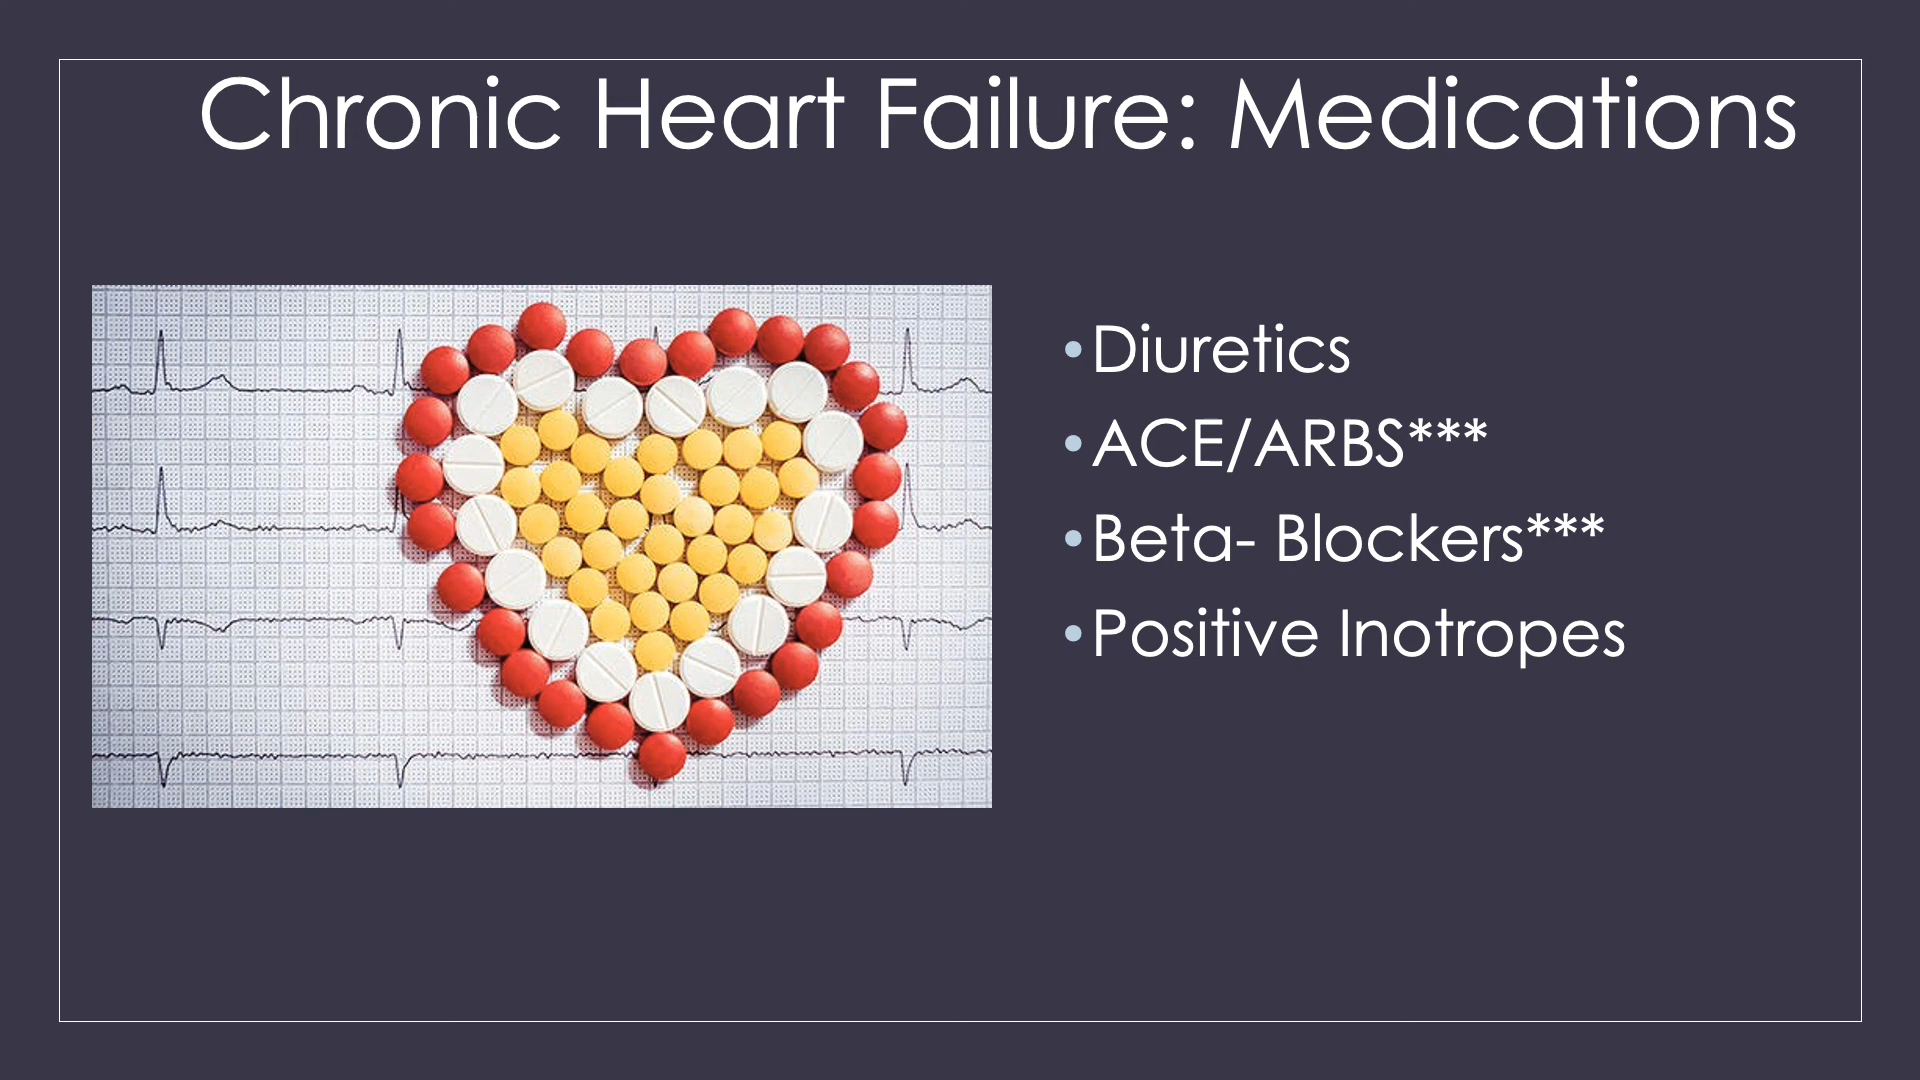 Chronic Heart Failure: Medications
•Diuretics
•ACE/ARBS***
•Beta- Blockers***
•Positive Inotropes